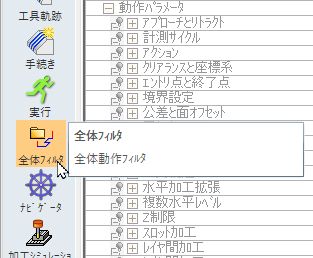 工具軌跡
手続き
実行
全体ﾌｨﾙﾀ
ﾅﾋﾞｹﾞｰﾀ
加工ｼﾐｭﾚｰｼｮﾝ
動作ﾊﾟﾗﾒｰﾀ
ｱﾌﾟﾛｰﾁとﾘﾄﾗｸﾄ
計測ｻｲｸﾙ
ｱｸｼｮﾝ
ｸﾘｱﾗﾝｽと座標系
ｴﾝﾄﾘ点と終了点
境界設定
公差と面ｵﾌｾｯﾄ
全体ﾌｨﾙﾀ
全体動作ﾌｨﾙﾀ
水平加工拡張
複数水平ﾚﾍﾞﾙ
Z制限
ｽﾛｯﾄ加工
ﾚｲﾔ間加工